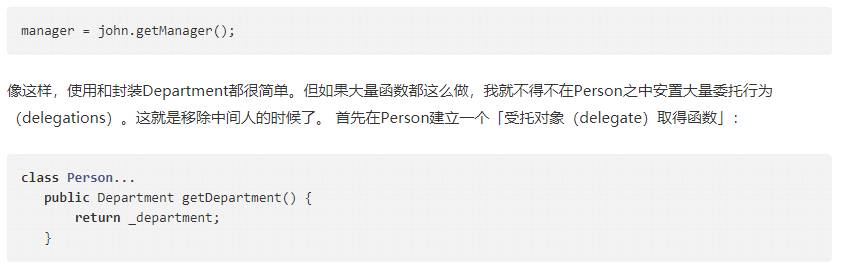 manager = john.getManager();
像这样，使用和封装Department都很简单。但如果大量函数都这么做，我就不得不在Person之中安置大量委托行为
（delegations）。这就是移除中间人的时候了。 首先在Person建立一个「受托对象（delegate）取得函数」：
class Person...
   public Department getDepartment() {
       return _department;
   }